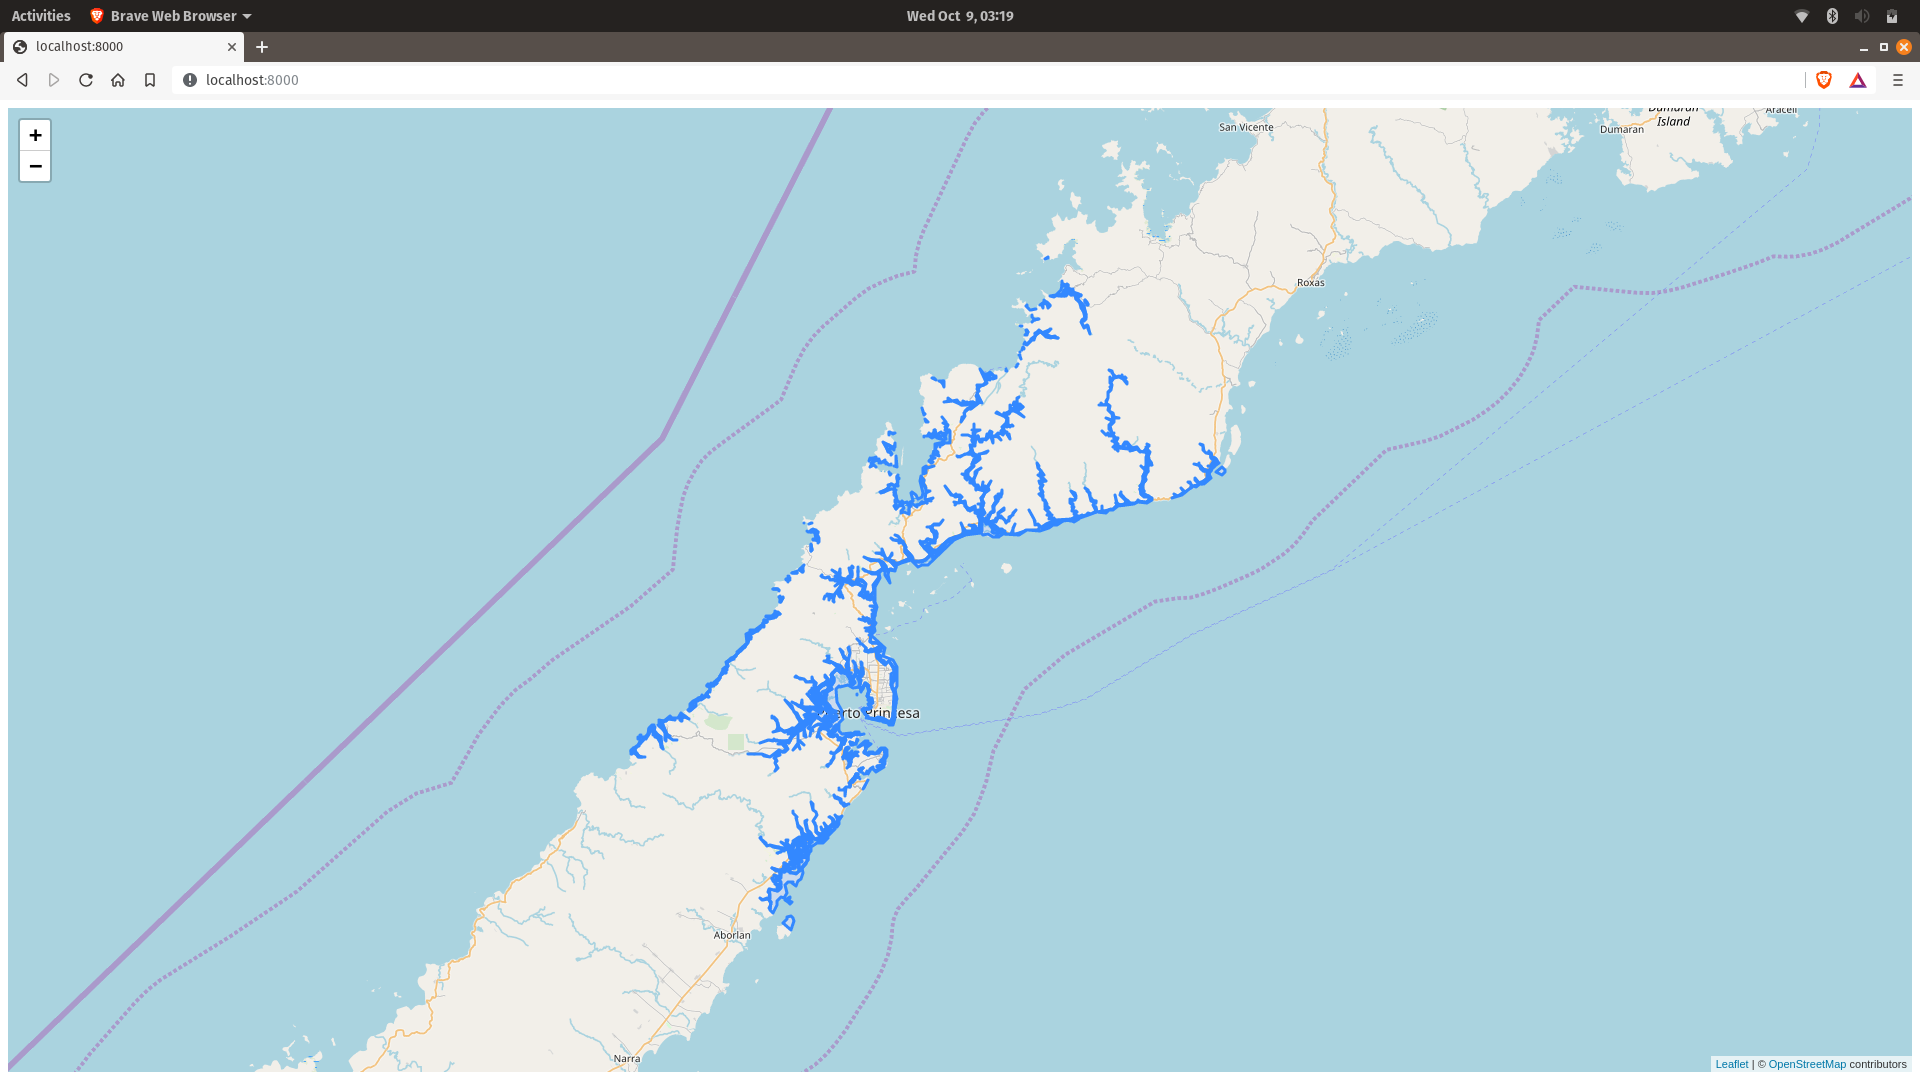 Activities
Brave Web Browser
Wed Oct 9, 03:19
localhost:8000
localhost:8000
+
−
Dumaran
Island
Araceli
San Vicente
Dumaran
Roxas
Puerto Princesa
Aborlan
Narra
Leaflet | © OpenStreetMap contributors